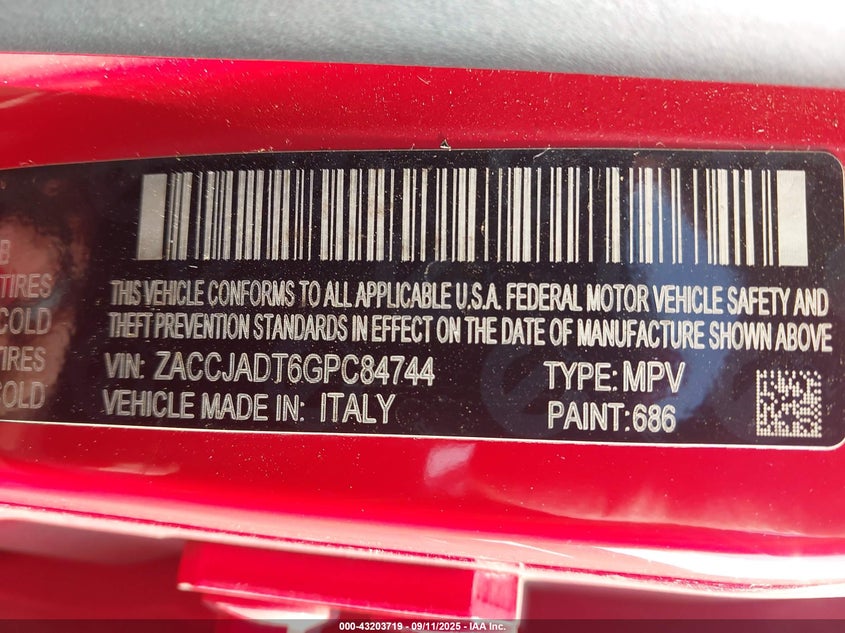 B
TIRES
COLD
TIRES
COLD
THIS VEHICLE CONFORMS TO ALL APPLICABLE U.S.A. FEDERAL MOTOR VEHICLE SAFETY AND
THEFT PREVENTION STANDARDS IN EFFECT ON THE DATE OF MANUFACTURE SHOWN ABOVE
VIN: ZACCJADT6GPC84744 TYPE: MPV
VEHICLE MADE IN: ITALY PAINT:686
000-43203719 - 09/11/2025 - IAA Inc.